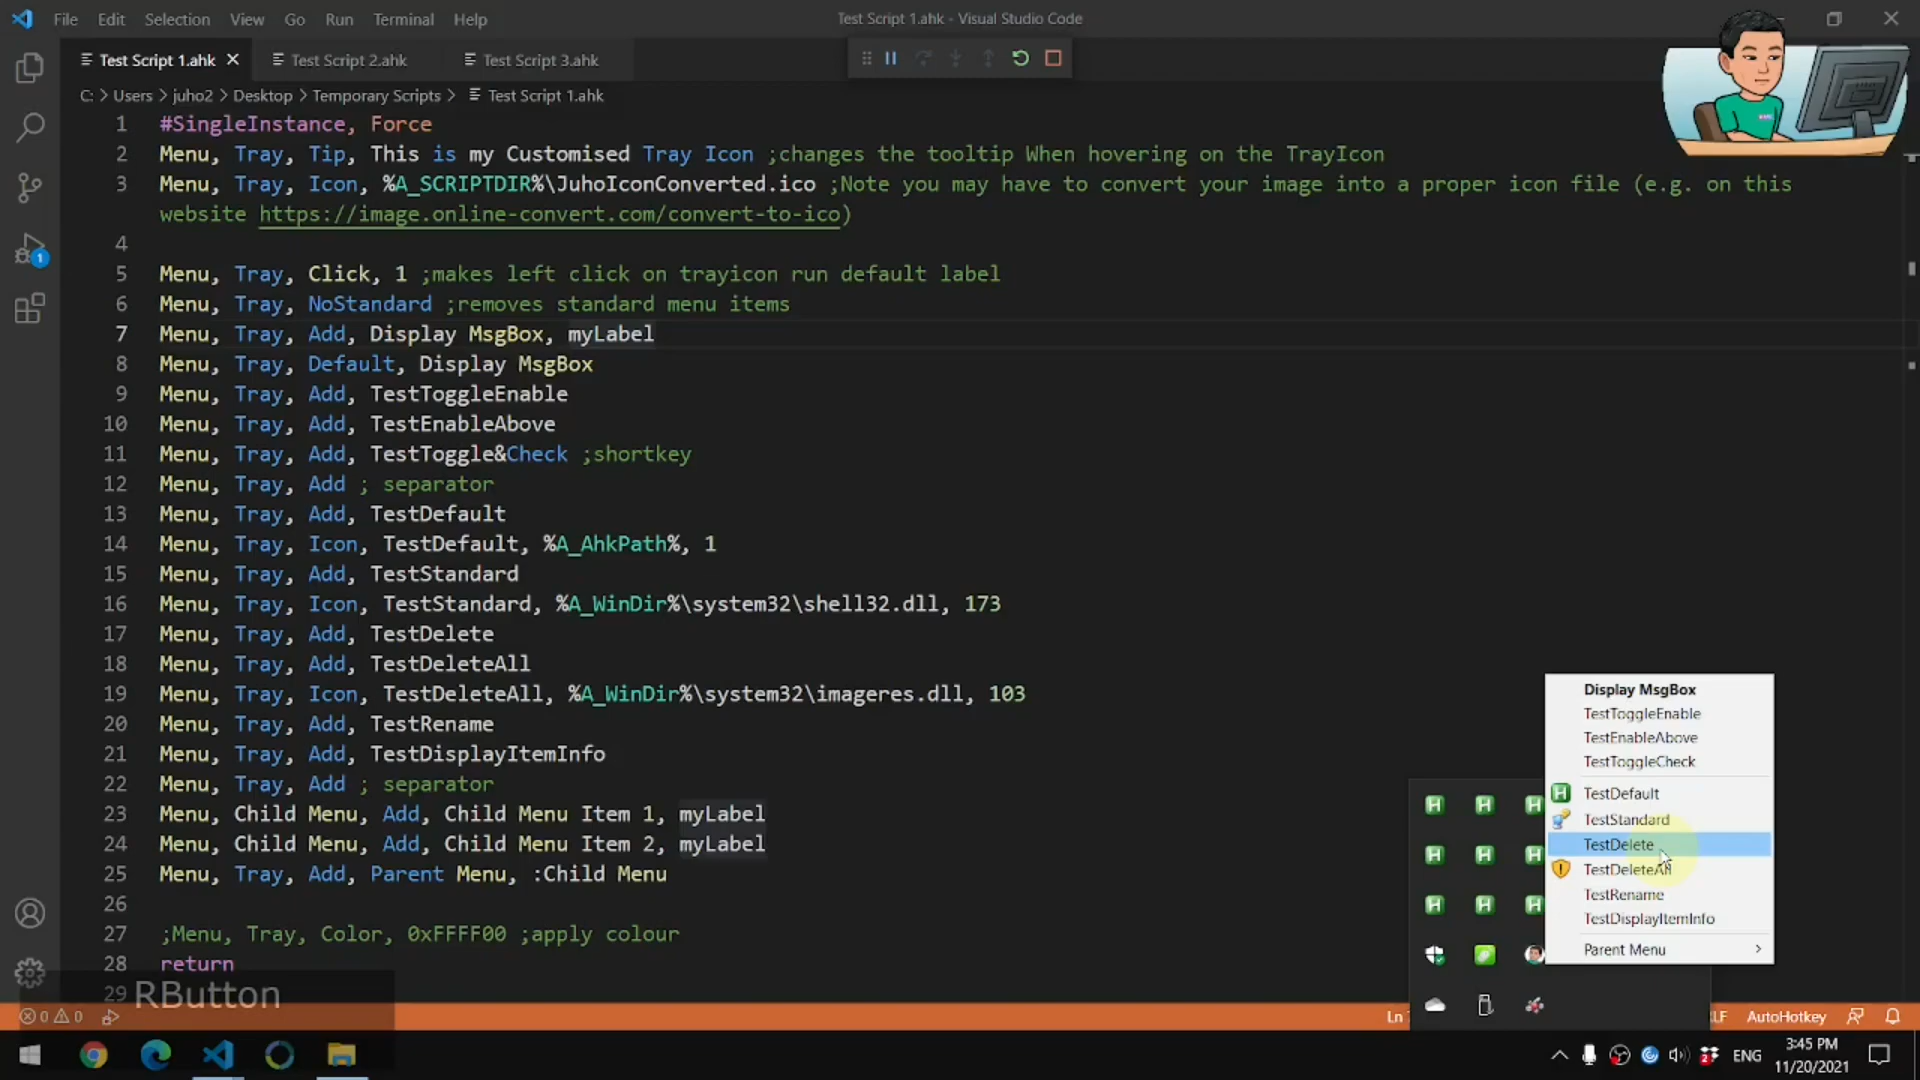 File Edit Selection View Go Run Terminal Help
Test Script 1.ahk - Visual Studio Code
Test Script 1.ahk
Test Script 2.ahk
Test Script 3.ahk
C: > Users > juho2 > Desktop > Temporary Scripts > Test Script 1.ahk
1 #SingleInstance, Force
2 Menu, Tray, Tip, This is my Customised Tray Icon ;changes the tooltip When hovering on the TrayIcon
3 Menu, Tray, Icon, %A_SCRIPTDIR%\JuhoIconConverted.ico ;Note you may have to convert your image into a proper icon file (e.g. on this
website https://image.online-convert.com/convert-to-ico)
4
5 Menu, Tray, Click, 1 ;makes left click on trayicon run default label
6 Menu, Tray, NoStandard ;removes standard menu items
7 Menu, Tray, Add, Display MsgBox, myLabel
8 Menu, Tray, Default, Display MsgBox
9 Menu, Tray, Add, TestToggleEnable
10 Menu, Tray, Add, TestEnableAbove
11 Menu, Tray, Add, TestToggle&Check ;shortkey
12 Menu, Tray, Add ; separator
13 Menu, Tray, Add, TestDefault
14 Menu, Tray, Icon, TestDefault, %A_AhkPath%, 1
15 Menu, Tray, Add, TestStandard
16 Menu, Tray, Icon, TestStandard, %A_WinDir%\system32\shell32.dll, 173
17 Menu, Tray, Add, TestDelete
18 Menu, Tray, Add, TestDeleteAll
19 Menu, Tray, Icon, TestDeleteAll, %A_WinDir%\system32\imageres.dll, 103
20 Menu, Tray, Add, TestRename
21 Menu, Tray, Add, TestDisplayItemInfo
22 Menu, Tray, Add ; separator
23 Menu, Child Menu, Add, Child Menu Item 1, myLabel
24 Menu, Child Menu, Add, Child Menu Item 2, myLabel
25 Menu, Tray, Add, Parent Menu, :Child Menu
26
27 ;Menu, Tray, Color, 0xFFFF00 ;apply colour
28 return
29
RButton
Display MsgBox
TestToggleEnable
TestEnableAbove
TestToggleCheck
TestDefault
TestStandard
TestDelete
TestDeleteAll
TestRename
TestDisplayItemInfo
Parent Menu
1
0 0
Ln
LF
AutoHotkey
2
ENG
3:45 PM
11/20/2021